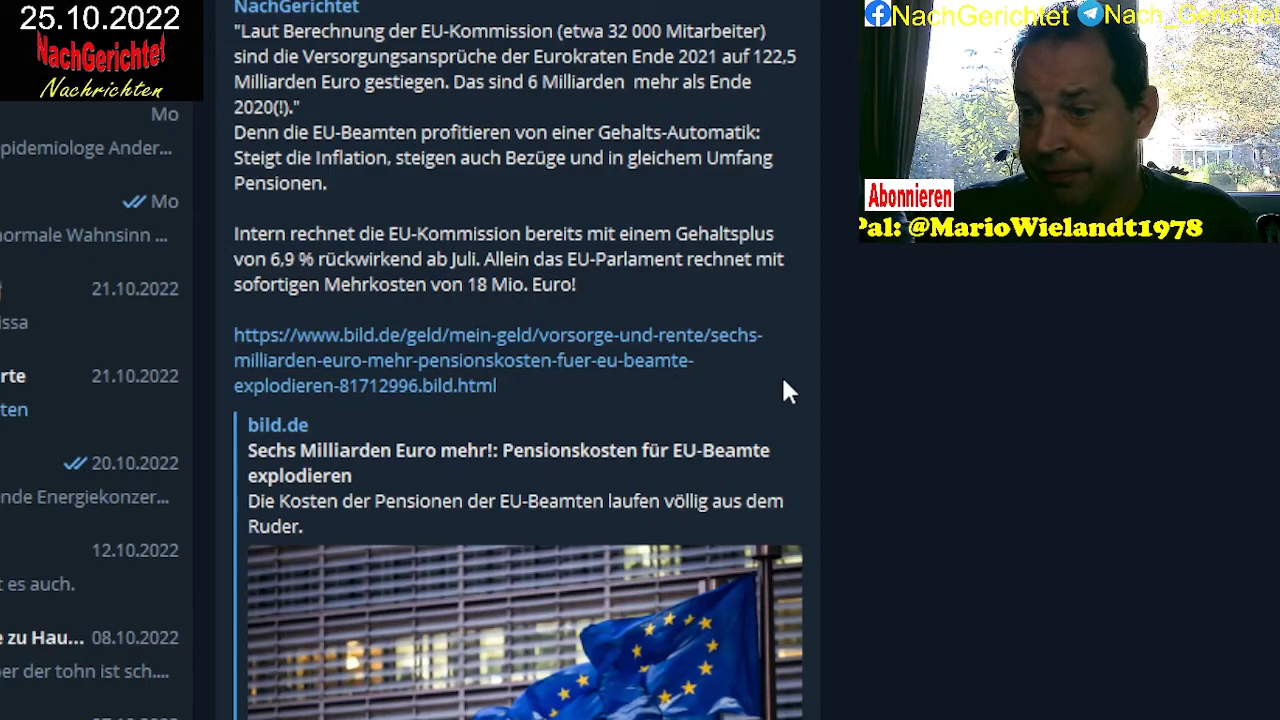 25.10.2022
NachGerichtet
Nachrichten
Mo
pidemiologe Ander...
Mo
normale Wahnsinn ...
21.10.2022
issa
rte
21.10.2022
ten
20.10.2022
nde Energiekonzer...
12.10.2022
t es auch.
e zu Hau...
08.10.2022
ber der tohn ist sch....
NachGerichtet
"Laut Berechnung der EU-Kommission (etwa 32 000 Mitarbeiter)
sind die Versorgungsansprüche der Eurokraten Ende 2021 auf 122,5
Milliarden Euro gestiegen. Das sind 6 Milliarden mehr als Ende
2020(!)."
Denn die EU-Beamten profitieren von einer Gehalts-Automatik:
Steigt die Inflation, steigen auch Bezüge und in gleichem Umfang
Pensionen.
Intern rechnet die EU-Kommission bereits mit einem Gehaltsplus
von 6,9 % rückwirkend ab Juli. Allein das EU-Parlament rechnet mit
sofortigen Mehrkosten von 18 Mio. Euro!
https://www.bild.de/geld/mein-geld/vorsorge-und-rente/sechs-
milliarden-euro-mehr-pensionskosten-fuer-eu-beamte-
explodieren-81712996.bild.html
bild.de
Sechs Milliarden Euro mehr!: Pensionskosten für EU-Beamte
explodieren
Die Kosten der Pensionen der EU-Beamten laufen völlig aus dem
Ruder.
NachGerichtet
Nach_Gerichtet
Abonnieren
Pal: @MarioWielandt1978